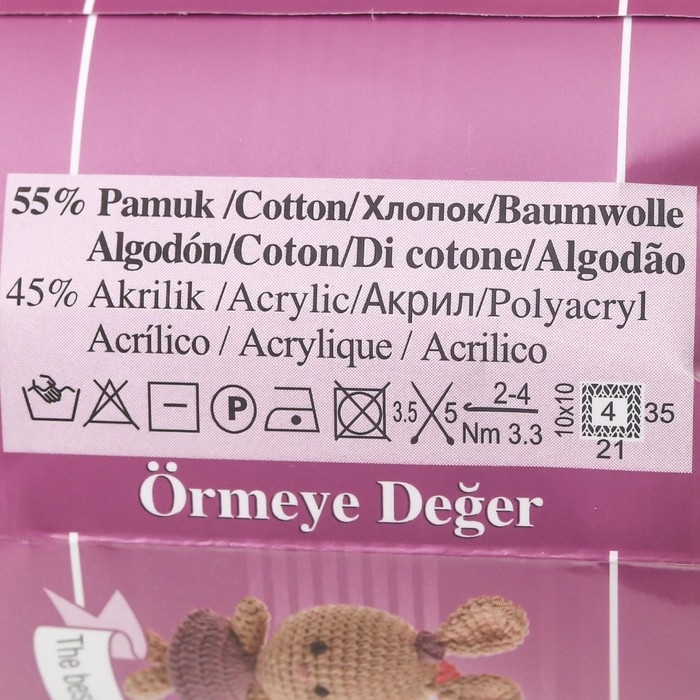 55% Pamuk /Cotton/Хлопок/Baumwolle
Algodón/Coton/Di cotone/Algodão
45% Akrilik /Acrylic/Акрил/Polyacryl
Acrílico / Acrylique / Acrilico
P 3.5 5 2-4 Nm 3.3 10x10 4 35 21
Örmeye Değer
The best